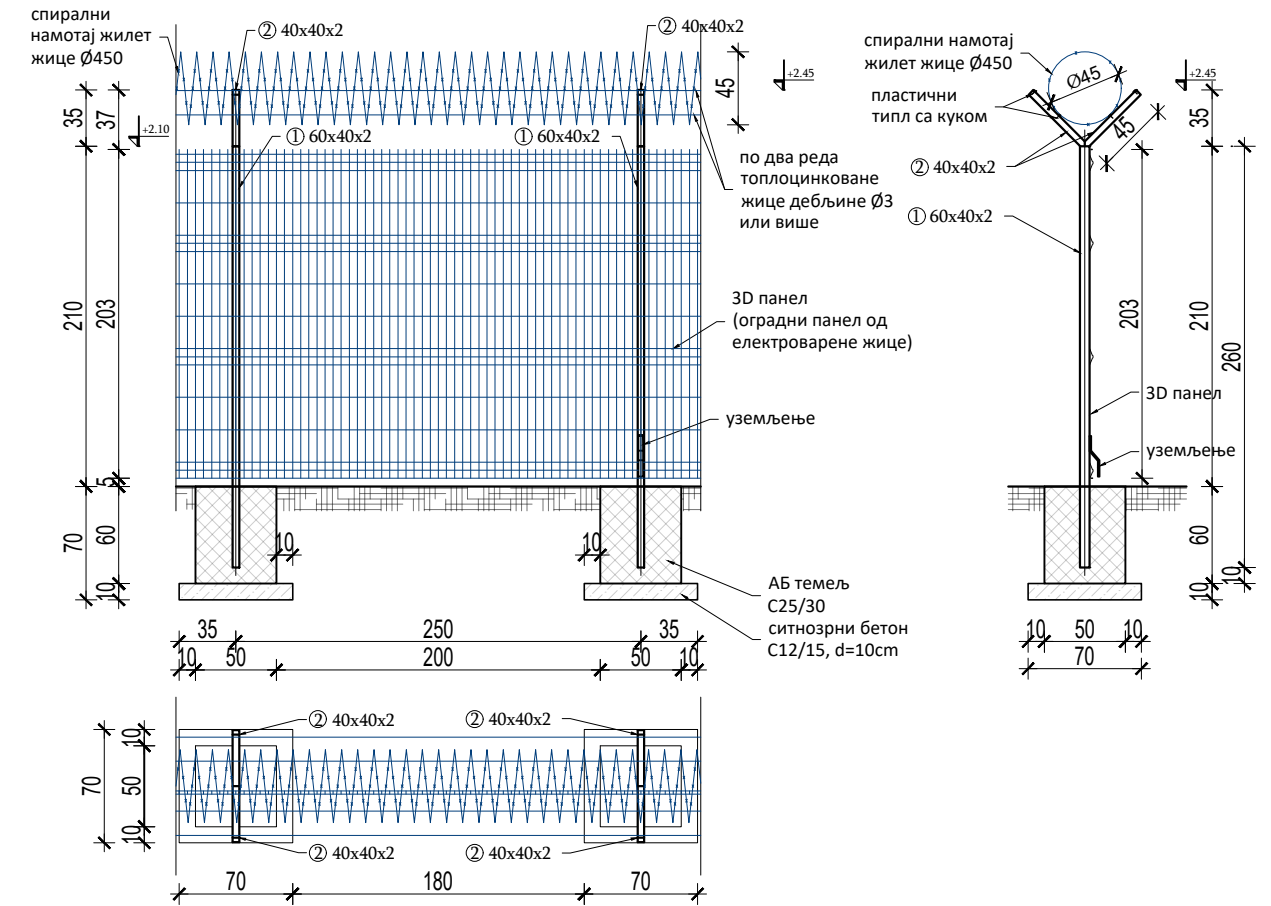 спирални
намотај жилет
жице Ø450
② 40x40x2
② 40x40x2
45
+2.45
35
37
+2.10
① 60x40x2
① 60x40x2
по два реда
топлоцинковане
жице дебљине Ø3
или више
210
203
3D панел
(оградни панел од
електроварене жице)
уземљење
5
70
60
10
10
10
10
АБ темељ
C25/30
ситнозрни бетон
C12/15, d=10cm
35
250
35
10
50
200
50
10
② 40x40x2
② 40x40x2
70
10
50
10
② 40x40x2
② 40x40x2
70
180
70
спирални намотај
жилет жице Ø450
Ø45
+2.45
пластични
типл са куком
45
35
② 40x40x2
① 60x40x2
203
210
260
3D панел
уземљење
60
10
10
10
50
10
70